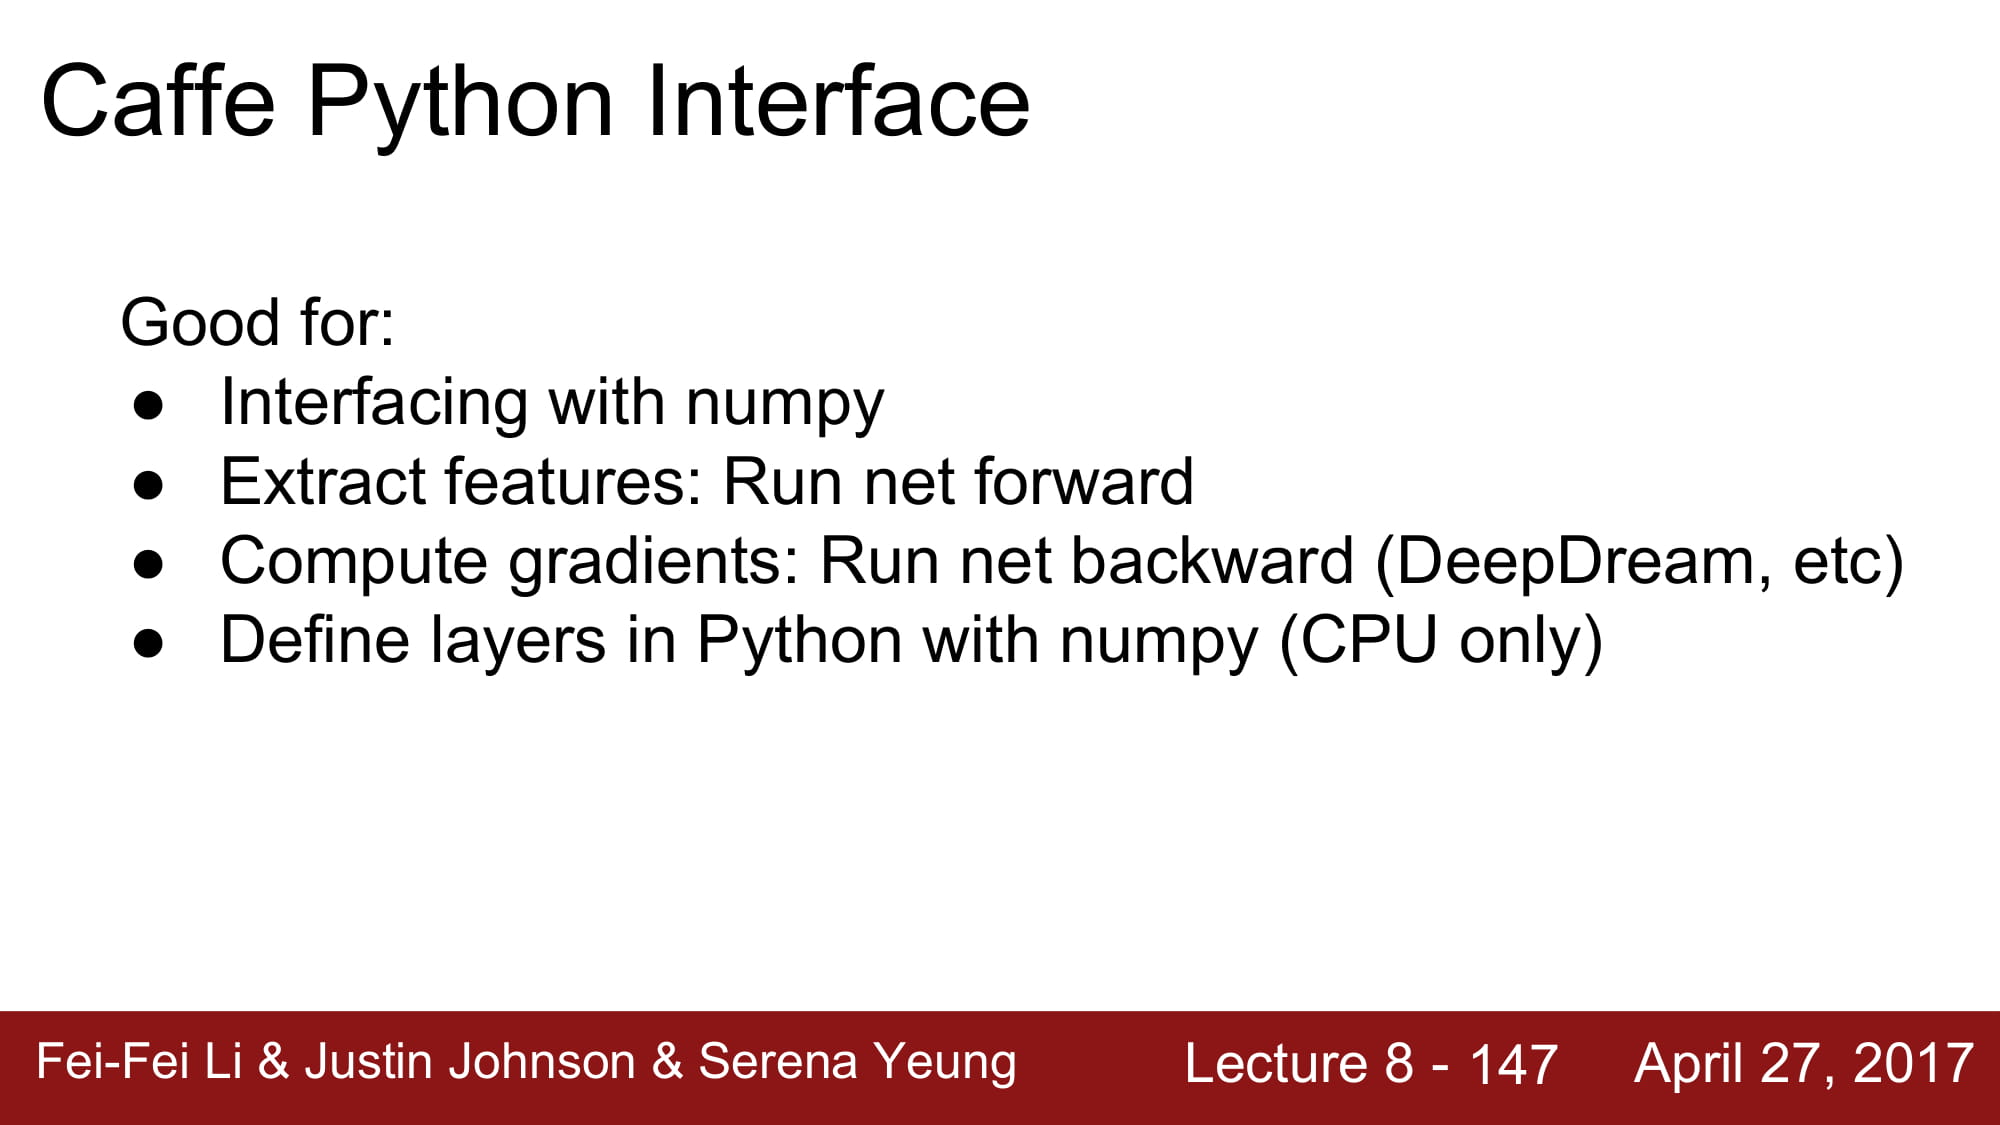 Caffe Python Interface
Good for:
● Interfacing with numpy
● Extract features: Run net forward
● Compute gradients: Run net backward (DeepDream, etc)
● Define layers in Python with numpy (CPU only)
Fei-Fei Li & Justin Johnson & Serena Yeung Lecture 8 - 147 April 27, 2017